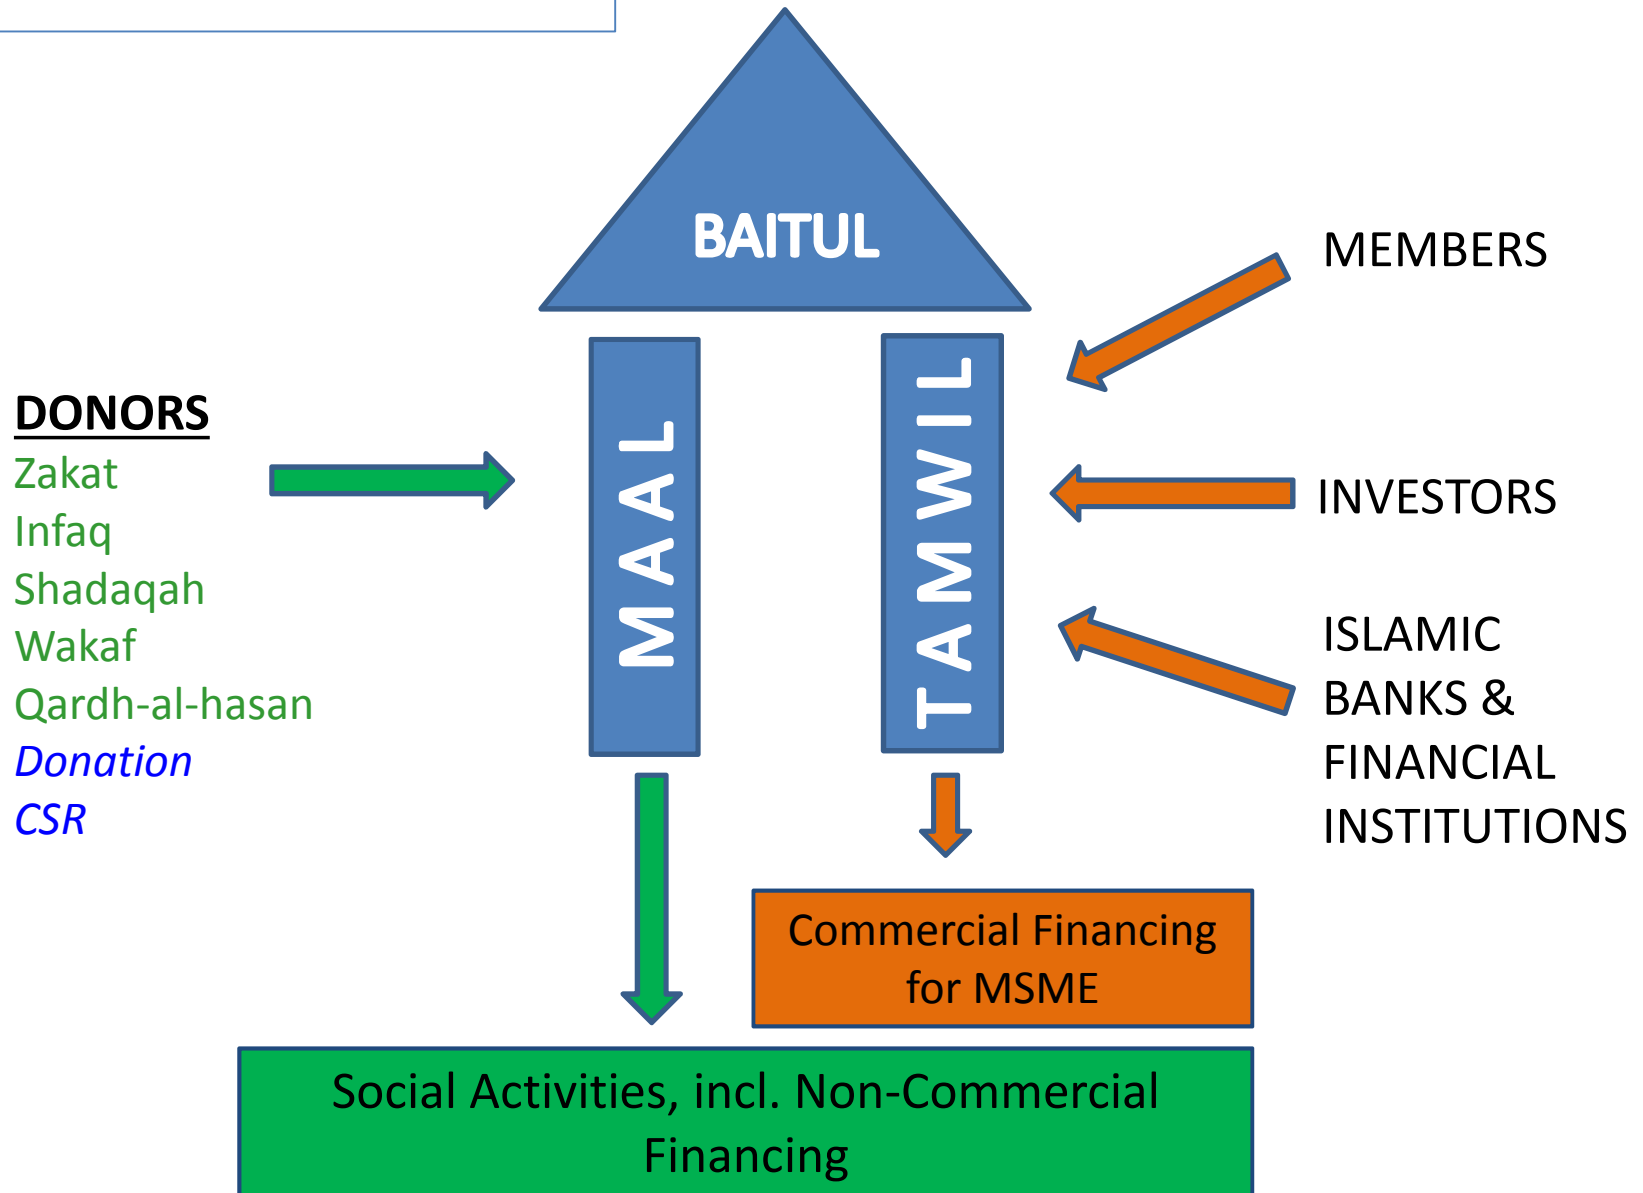 BAITUL
MAAL
TAMWIL
DONORS
Zakat
Infaq
Shadaqah
Wakaf
Qardh-al-hasan
Donation
CSR
MEMBERS
INVESTORS
ISLAMIC
BANKS &
FINANCIAL
INSTITUTIONS
Commercial Financing
for MSME
Social Activities, incl. Non-Commercial
Financing